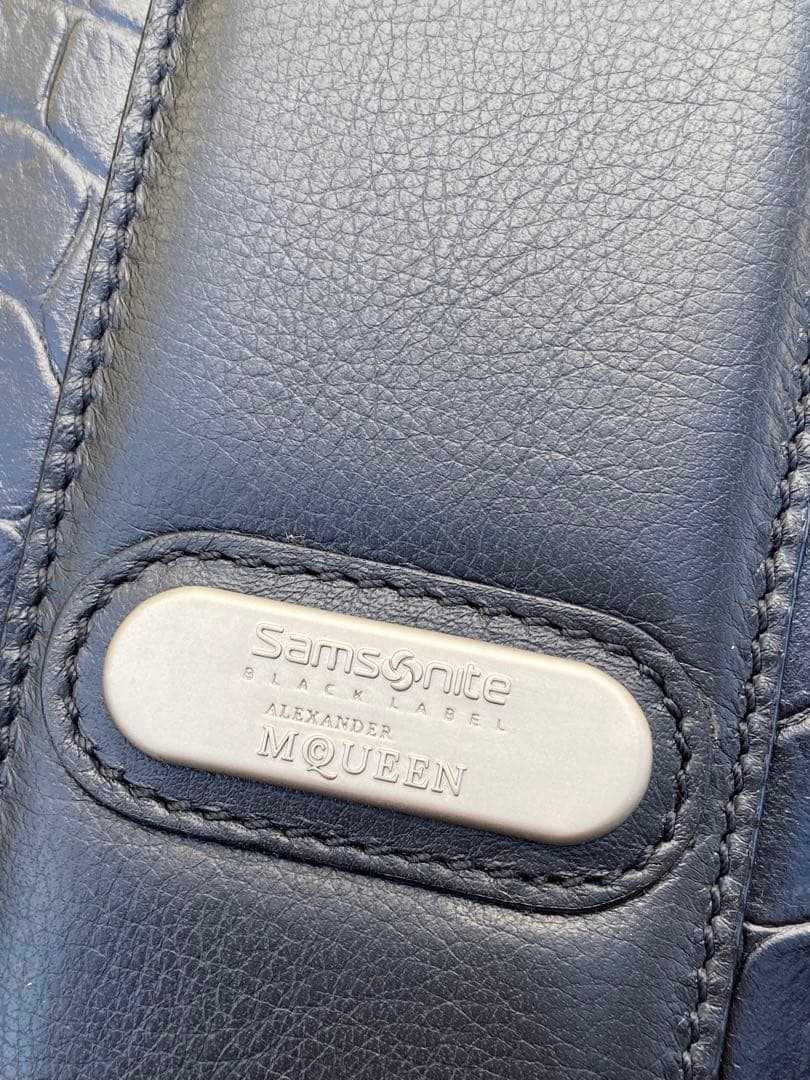 Samsonite
BLACK LABEL
ALEXANDER
McQUEEN